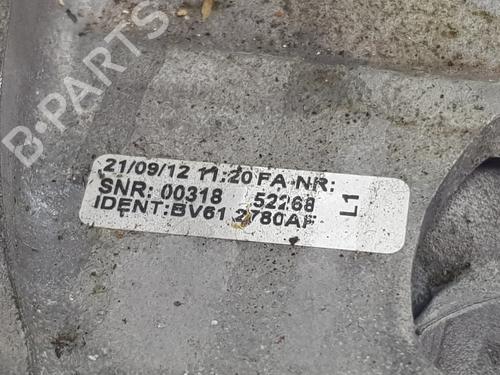 B-PARTS
21/09/12 11:20 FA-NR:
SNR: 00318 52268
IDENT:BV61 2780AF
L1